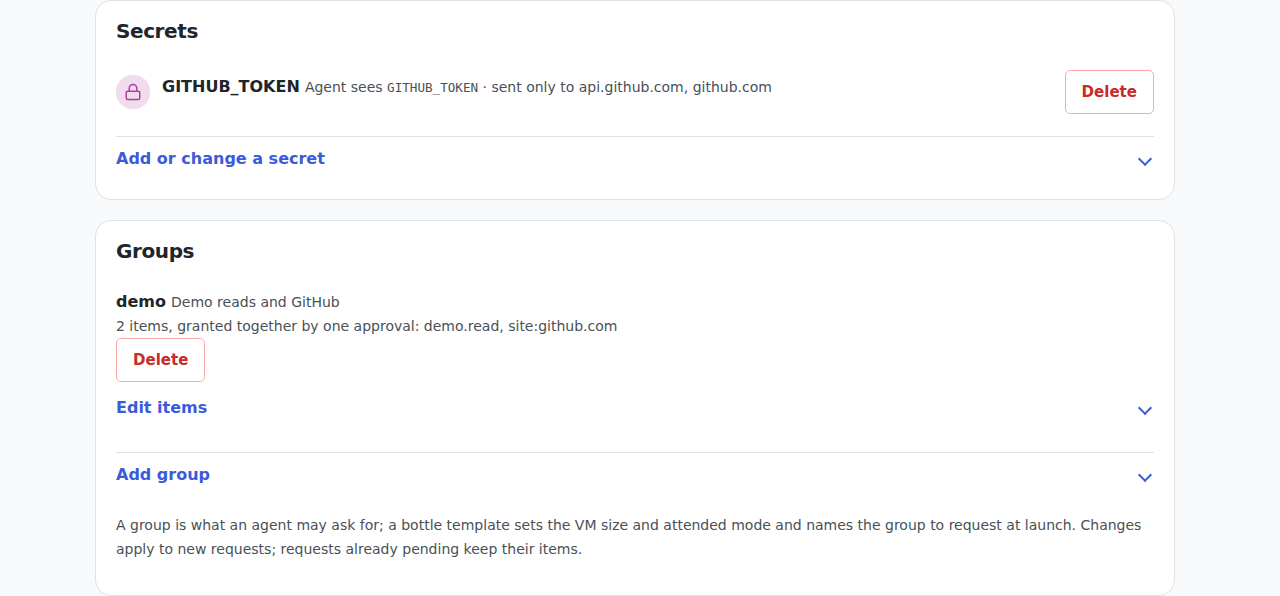 Secrets
GITHUB_TOKEN Agent sees GITHUB_TOKEN · sent only to api.github.com, github.com
Delete
Add or change a secret
Groups
demo Demo reads and GitHub
2 items, granted together by one approval: demo.read, site:github.com
Delete
Edit items
Add group
A group is what an agent may ask for; a bottle template sets the VM size and attended mode and names the group to request at launch. Changes
apply to new requests; requests already pending keep their items.